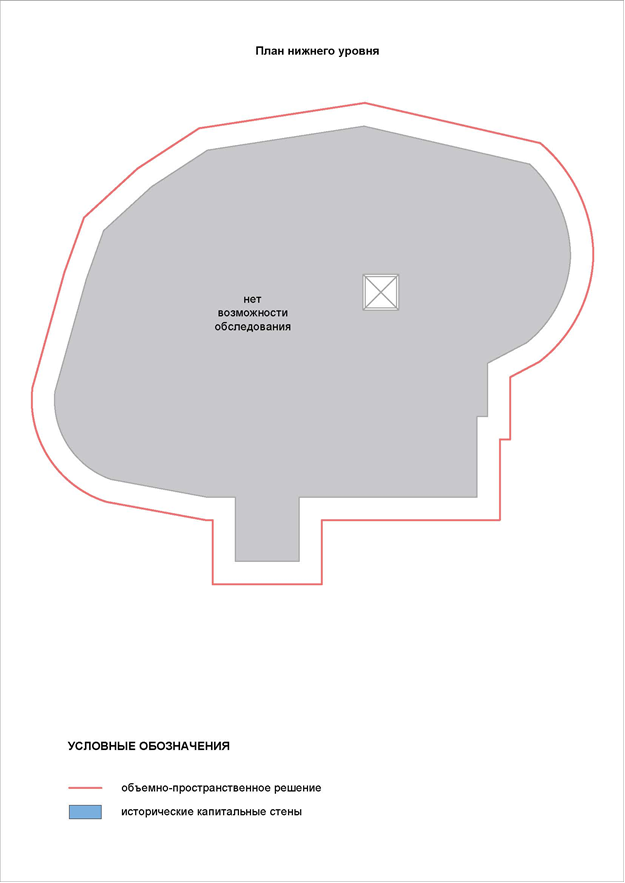 План нижнего уровня
нет
возможности
обследования
УСЛОВНЫЕ ОБОЗНАЧЕНИЯ
объемно-пространственное решение
исторические капитальные стены